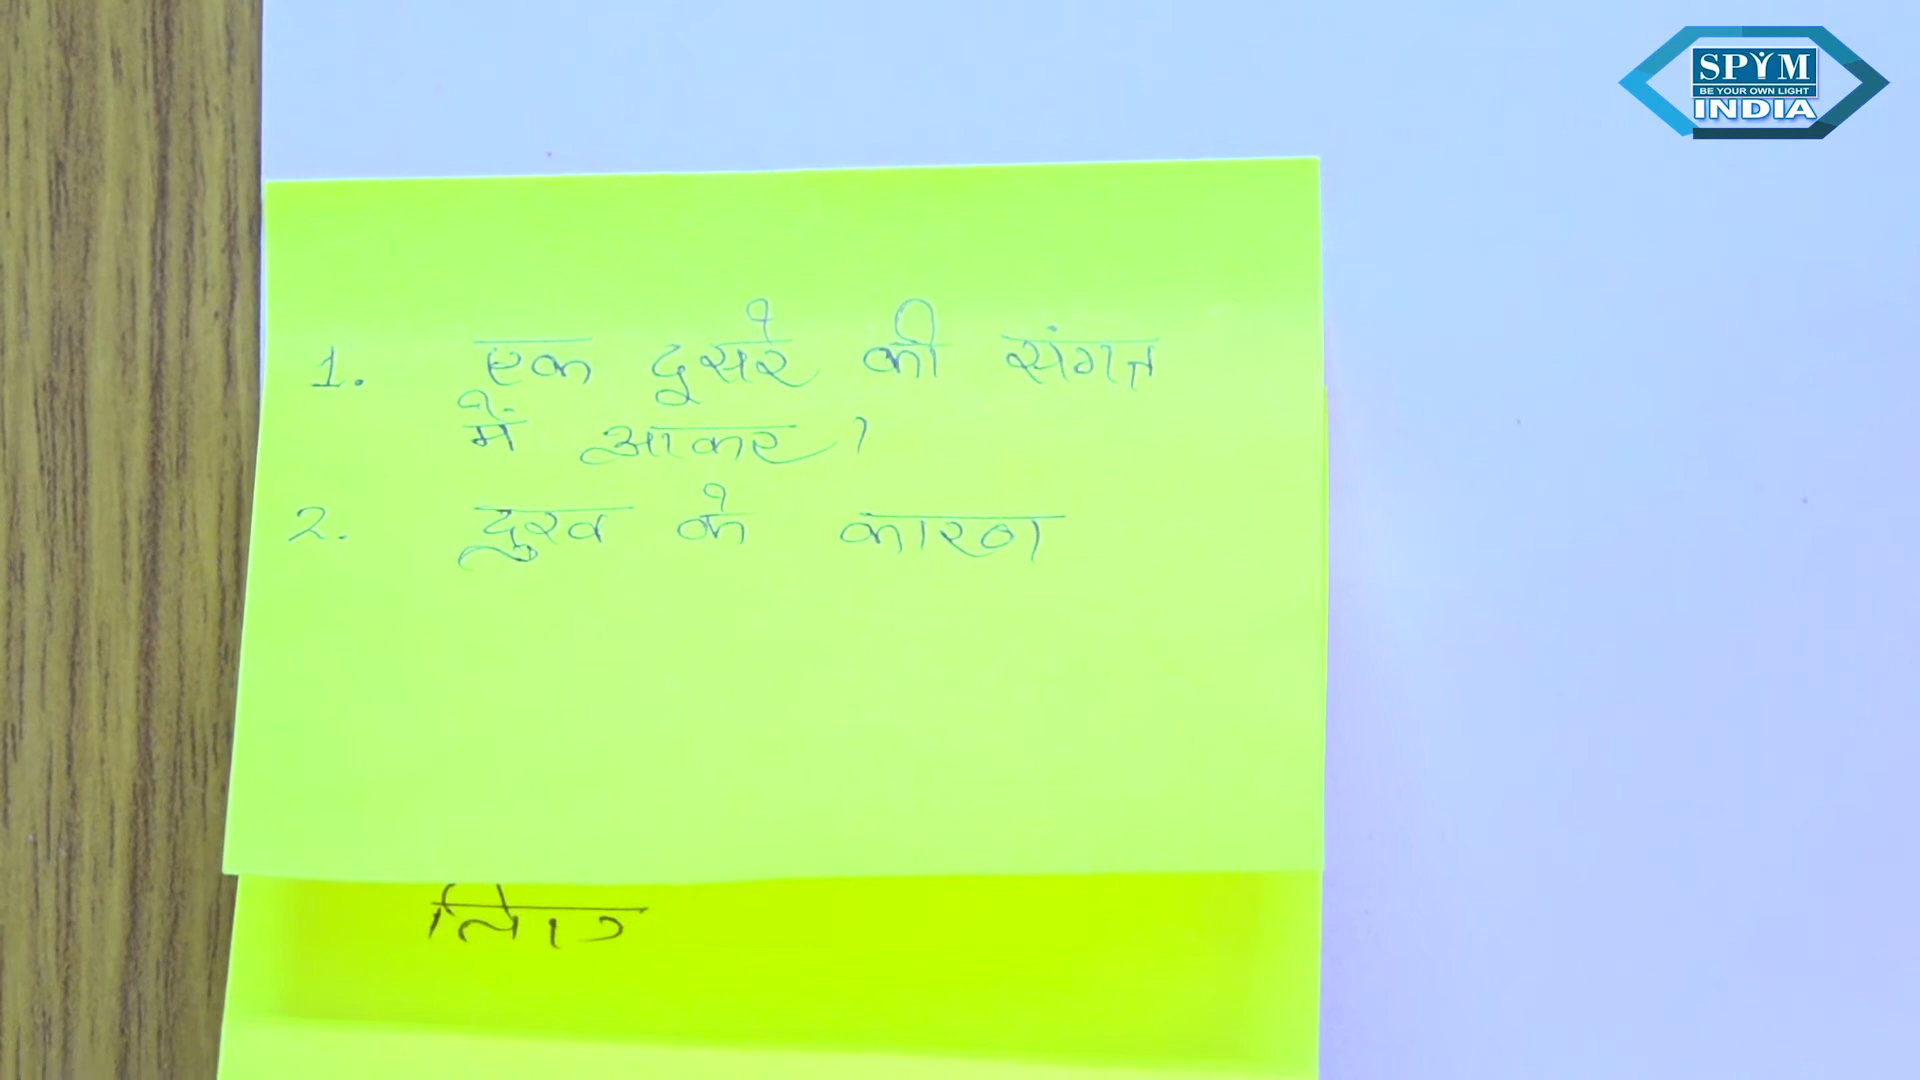 SPYM
BE YOUR OWN LIGHT
INDIA
1. एक दूसरे की संगत
में आकर।
2. दुख के कारण